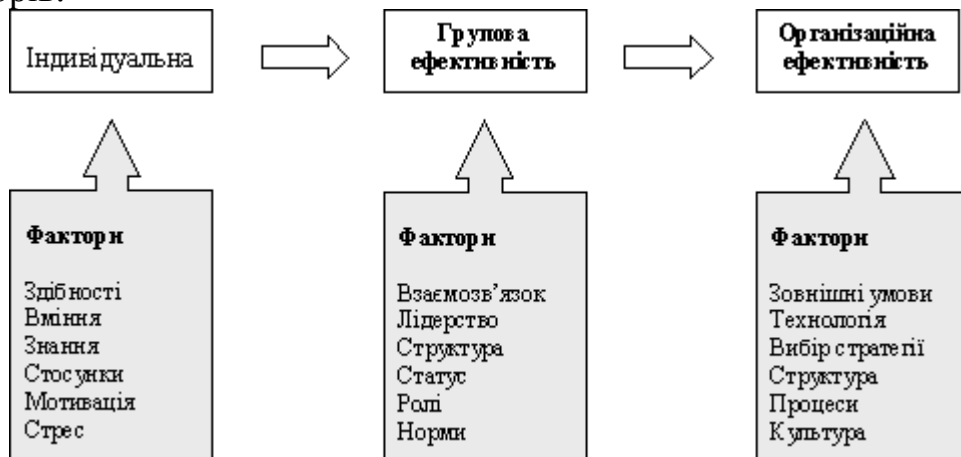 Індивідуальна
Групова
ефективність
Організаційна
ефективність
Фактори
Здібності
Вміння
Знання
Стосунки
Мотивація
Стрес
Фактори
Взаємозв’язок
Лідерство
Структура
Статус
Ролі
Норми
Фактори
Зовнішні умови
Технологія
Вибір стратегії
Структура
Процеси
Культура